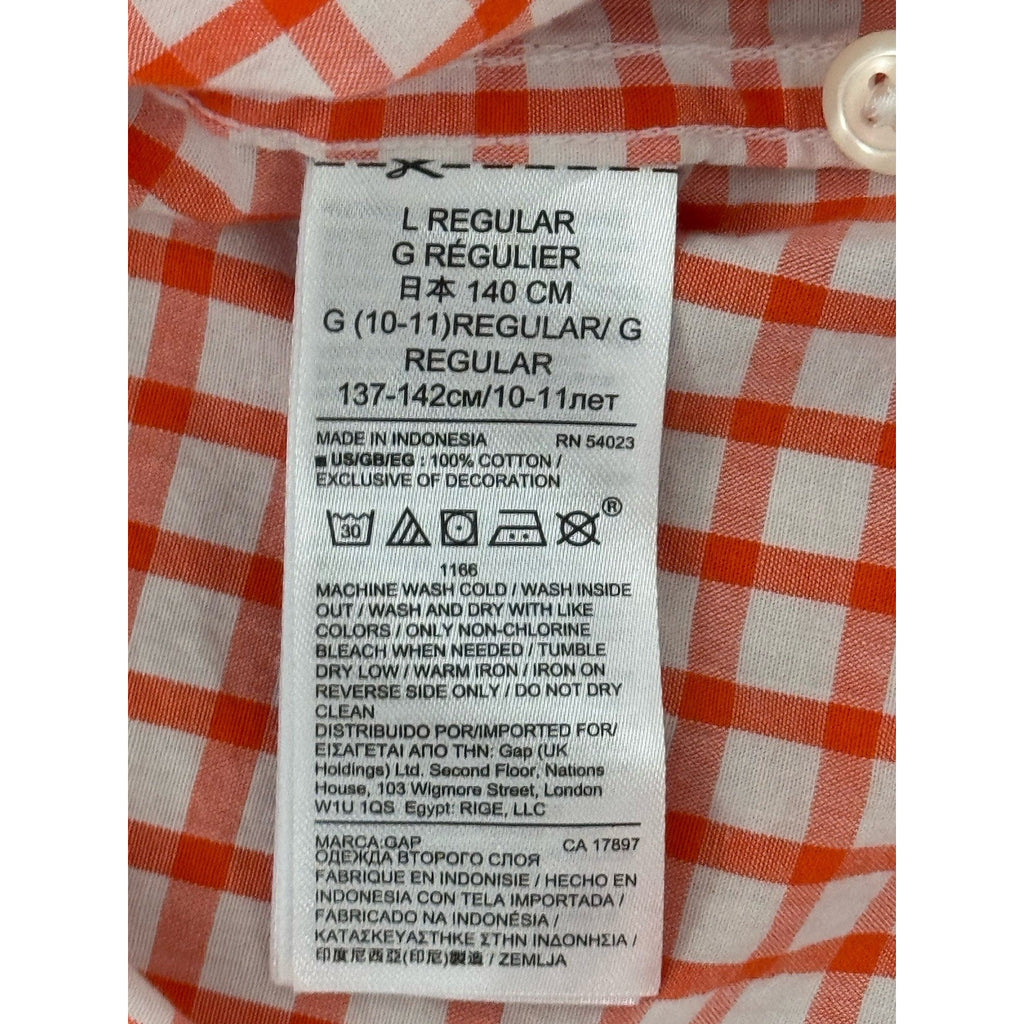 L REGULAR
G RÉGULIER
日本 140 CM
G (10-11)REGULAR/ G
REGULAR
137-142см/10-11лет
MADE IN INDONESIA RN 54023
■ US/GB/EG : 100% COTTON /
EXCLUSIVE OF DECORATION
30 ®
1166
MACHINE WASH COLD / WASH INSIDE
OUT / WASH AND DRY WITH LIKE
COLORS / ONLY NON-CHLORINE
BLEACH WHEN NEEDED / TUMBLE
DRY LOW / WARM IRON / IRON ON
REVERSE SIDE ONLY / DO NOT DRY
CLEAN
DISTRIBUIDO POR/IMPORTED FOR/
ΕΙΣΑΓΕΤΑΙ ΑΠΟ ΤΗΝ: Gap (UK
Holdings) Ltd. Second Floor, Nations
House, 103 Wigmore Street, London
W1U 1QS Egypt: RIGE, LLC
MARCA:GAP CA 17897
ОДЕЖДА ВТОРОГО СЛОЯ
FABRIQUE EN INDONISIE / HECHO EN
INDONESIA CON TELA IMPORTADA /
FABRICADO NA INDONÉSIA /
ΚΑΤΑΣΚΕΥΑΣΤΗΚΕ ΣΤΗΝ ΙΝΔΟΝΗΣΙΑ /
印度尼西亞(印尼)製造 / ZEMLJA